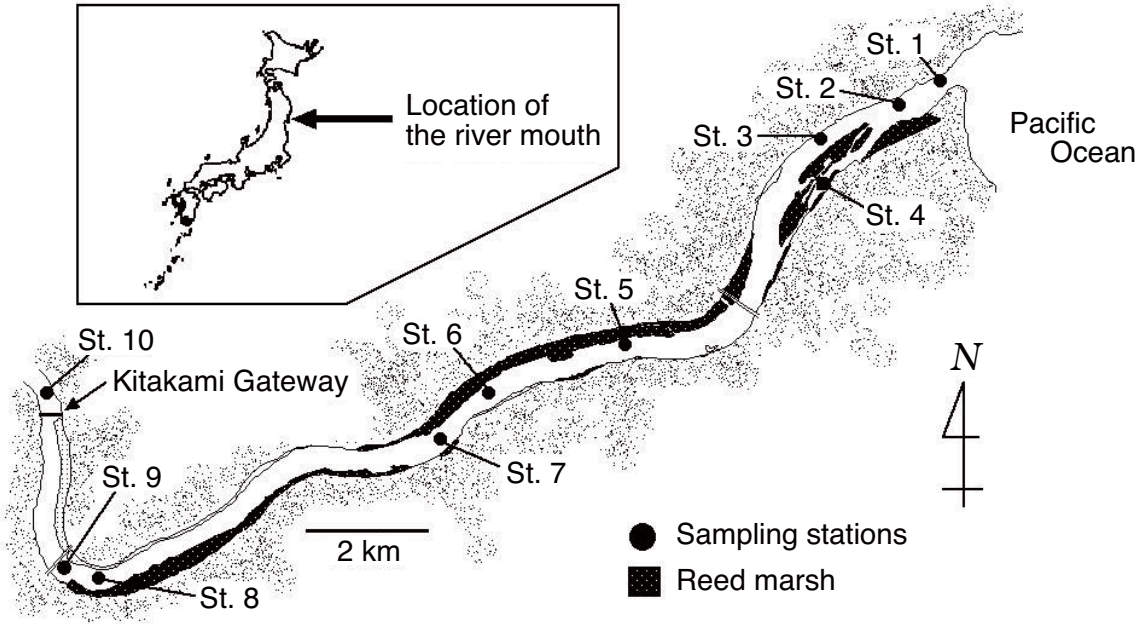 Location of
the river mouth
St. 1
St. 2
St. 3
Pacific
Ocean
St. 4
St. 5
St. 6
St. 10
Kitakami Gateway
N
St. 9
St. 7
2 km
St. 8
Sampling stations
Reed marsh